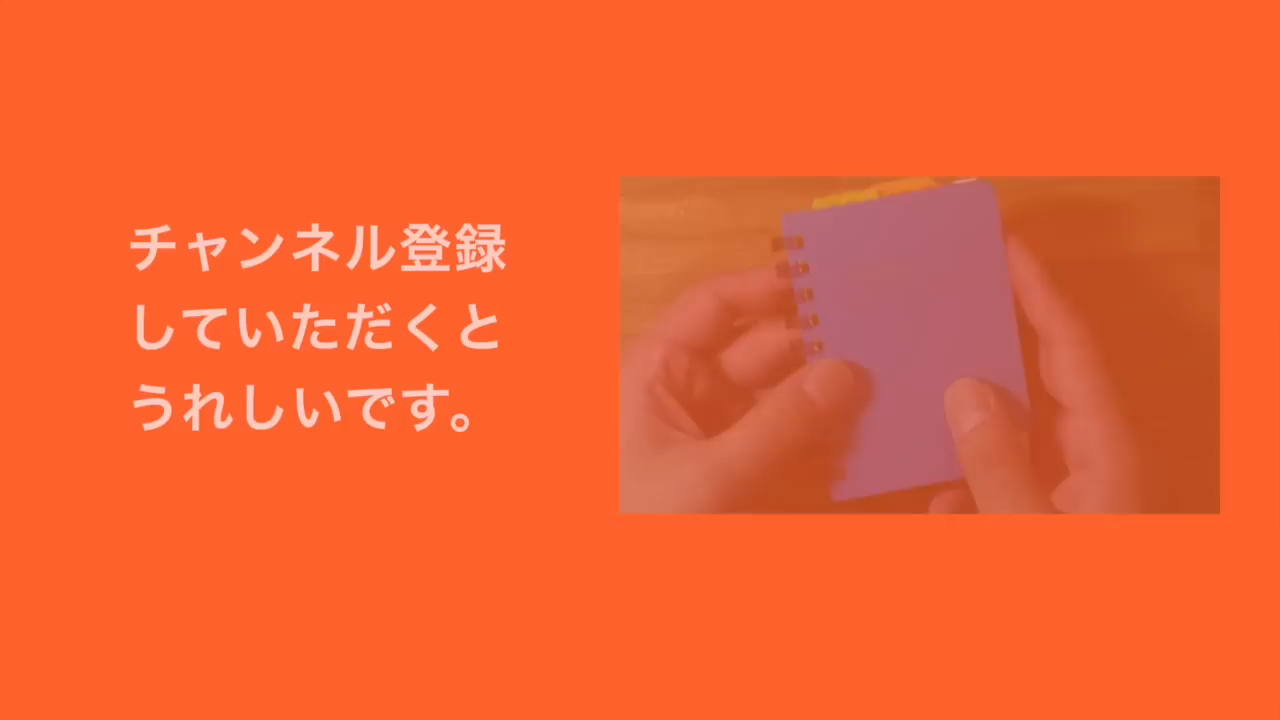 チャンネル登録
していただくと
うれしいです。